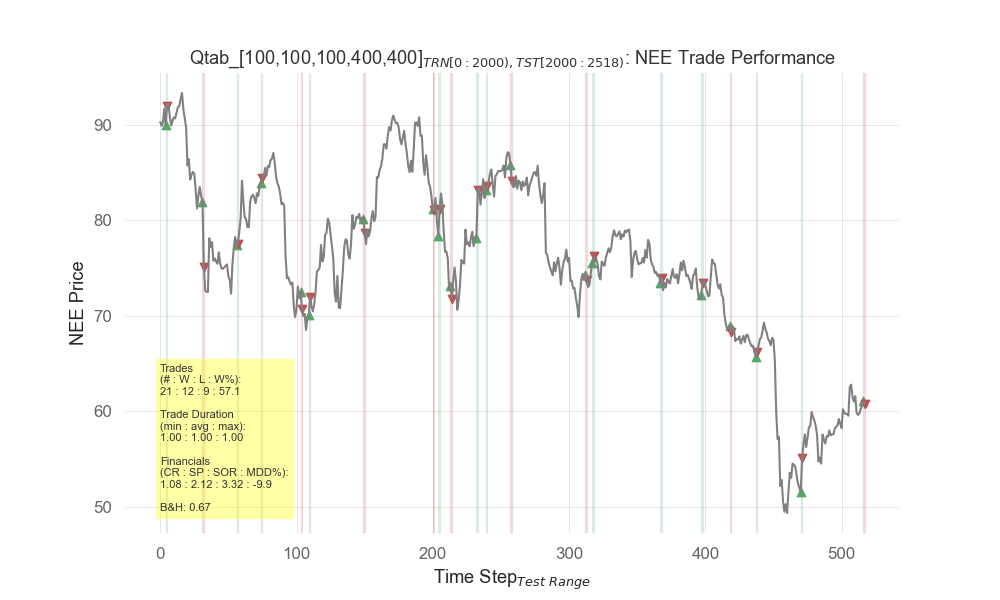 Qtab_[100,100,100,400,400]TRN[0 : 2000), TST[2000 : 2518): NEE Trade Performance
NEE Price
90
80
70
60
50
Trades
(# : W : L : W%):
21 : 12 : 9 : 57.1
Trade Duration
(min : avg : max):
1.00 : 1.00 : 1.00
Financials
(CR : SP : SOR : MDD%):
1.08 : 2.12 : 3.32 : -9.9
B&H: 0.67
0 100 200 300 400 500
Time StepTest Range